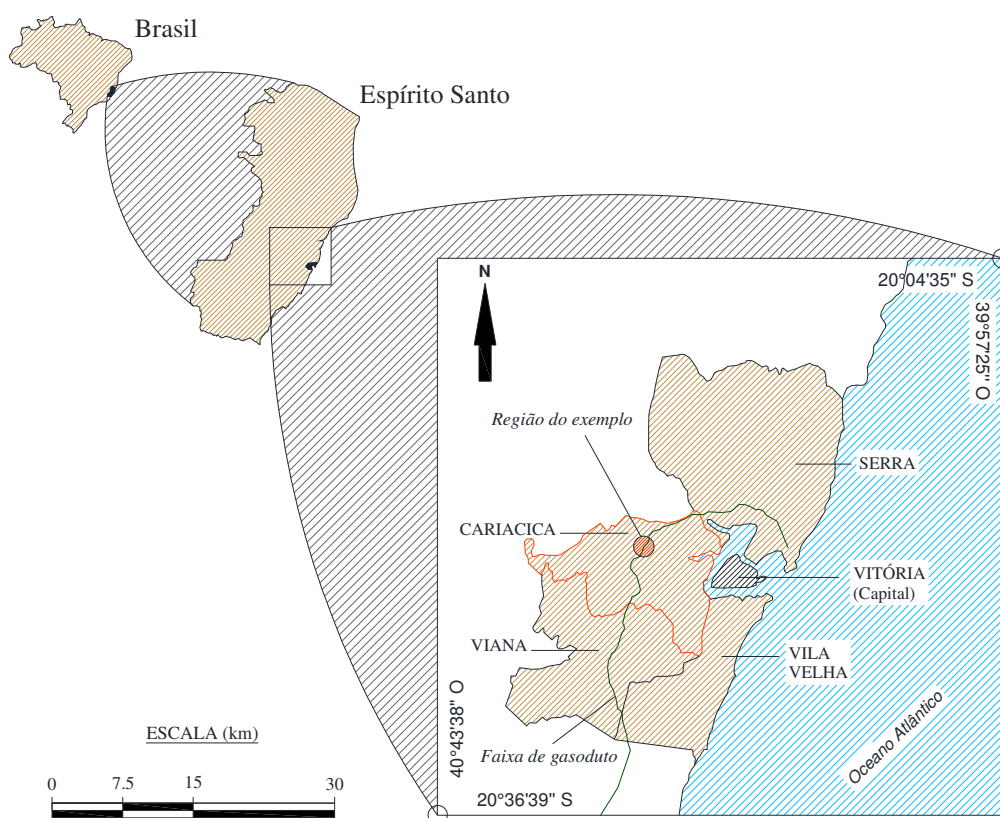 Brasil
Espírito Santo
N
20°04'35" S
39°57'25" O
Região do exemplo
SERRA
CARIACICA
VITÓRIA
(Capital)
VIANA
VILA
VELHA
40°43'38" O
Oceano Atlântico
ESCALA (km)
Faixa de gasoduto
0 7.5 15 30
20°36'39" S